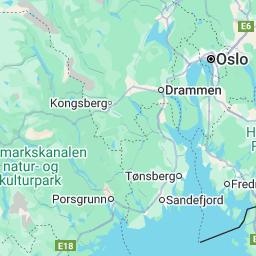 E6
Oslo
Drammen
Kongsberg
H
markskanalen
natur- og
kulturpark
F
Tønsberg
Fredr
Porsgrunn
Sandefjord
E18